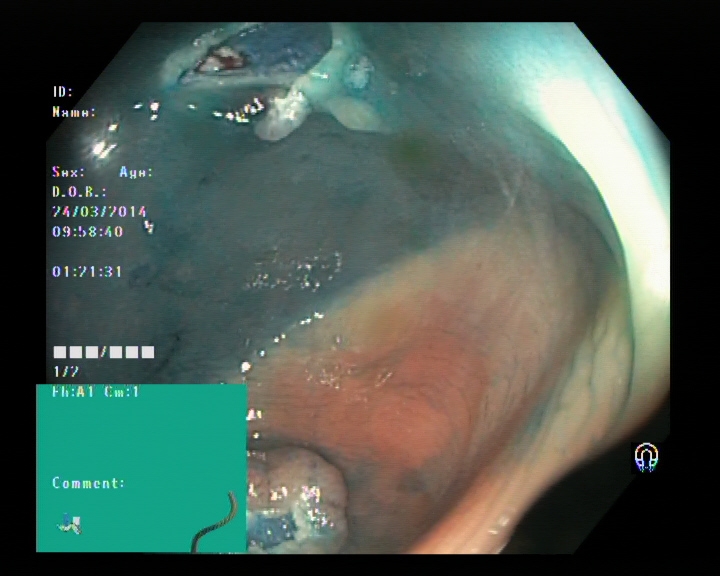 ID:
Name:
Sex: Age:
D.O.B.:
24/03/2014
09:58:40
01:21:31
■■■/■■■
1/2
Eh:A1 Cm:1
Comment: